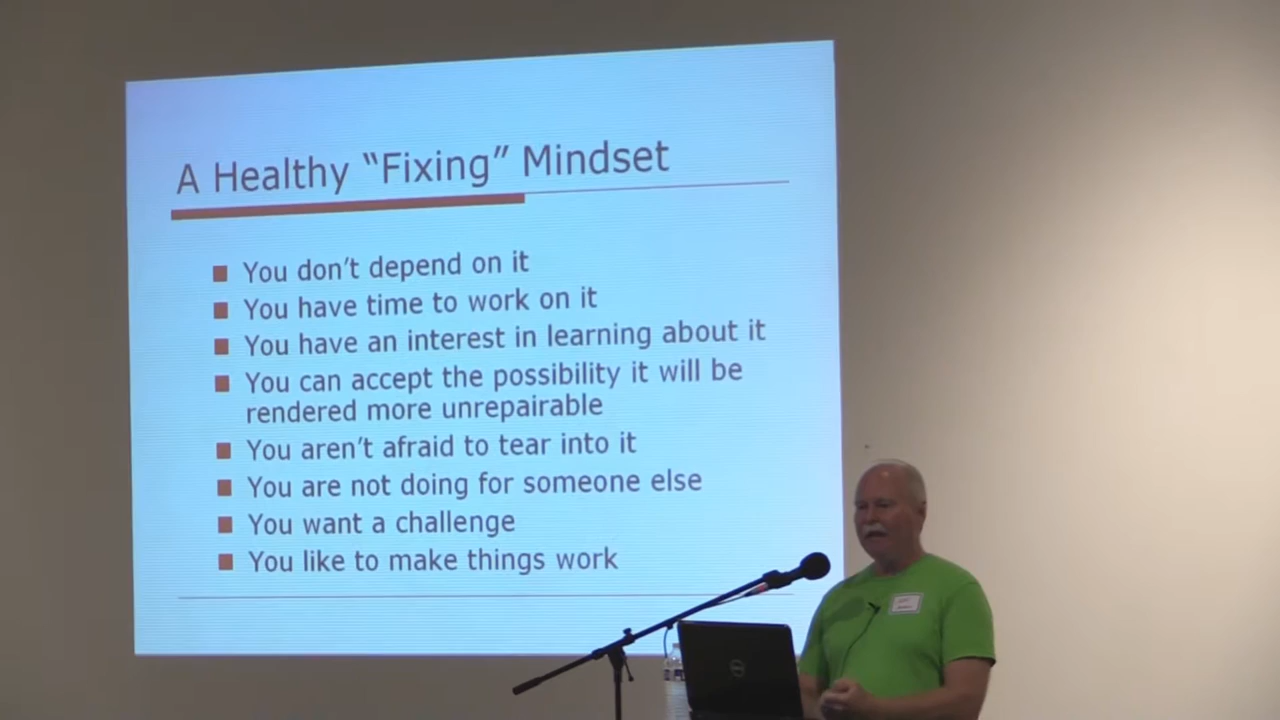 A Healthy “Fixing” Mindset
You don’t depend on it
You have time to work on it
You have an interest in learning about it
You can accept the possibility it will be
rendered more unrepairable
You aren’t afraid to tear into it
You are not doing for someone else
You want a challenge
You like to make things work
DELL